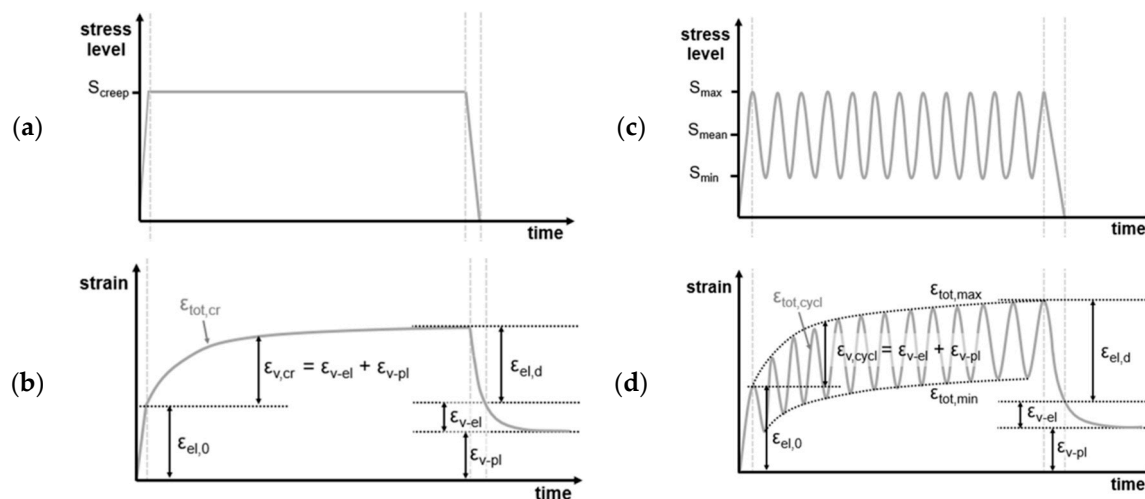 (a)
stress
level
S_creep
time
(b)
strain
ε_tot,cr
ε_v,cr = ε_v-el + ε_v-pl
ε_el,0
ε_el,d
ε_v-el
ε_v-pl
time
(c)
stress
level
S_max
S_mean
S_min
time
(d)
strain
ε_tot,cycl
ε_tot,max
ε_v,cycl = ε_v-el + ε_v-pl
ε_tot,min
ε_el,0
ε_el,d
ε_v-el
ε_v-pl
time